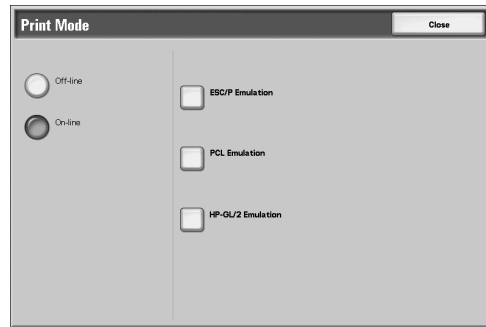 Print Mode
Close
Off-line
On-line
ESC/P Emulation
PCL Emulation
HP-GL/2 Emulation